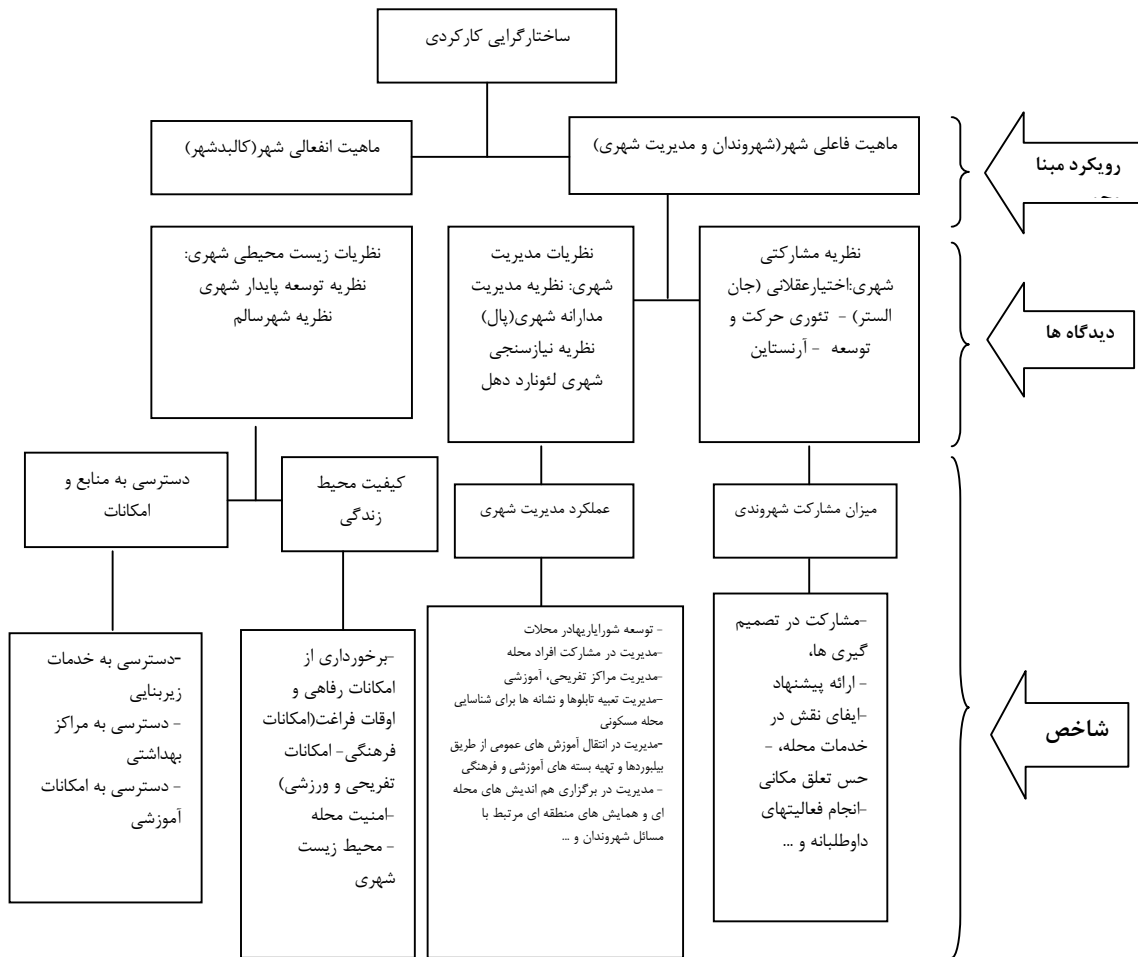 ساختارگرایی کارکردی
ماهیت فاعلی شهر(شهروندان و مدیریت شهری)
ماهیت انفعالی شهر(کالبدشهر)
رویکرد مبنا
نظریه مشارکتی
شهری:اختیارعقلانی (جان
الستر) - تئوری حرکت و
توسعه - آرنستاین
نظریات مدیریت
شهری: نظریه مدیریت
مدارانه شهری(پال)
نظریه نیازسنجی
شهری لئونارد دهل
نظریات زیست محیطی شهری:
نظریه توسعه پایدار شهری
نظریه شهرسالم
دیدگاه ها
میزان مشارکت شهروندی
عملکرد مدیریت شهری
کیفیت محیط
زندگی
دسترسی به منابع و
امکانات
-مشارکت در تصمیم
گیری ها،
- ارائه پیشنهاد
-ایفای نقش در
خدمات محله، -
حس تعلق مکانی
-انجام فعالیتهای
داوطلبانه و ...
- توسعه شورایاریهادر محلات
-مدیریت در مشارکت افراد محله
-مدیریت مراکز تفریحی، آموزشی
-مدیریت تعبیه تابلوها و نشانه ها برای شناسایی
محله مسکونی
-مدیریت در انتقال آموزش های عمومی از طریق
بیلبوردها و تهیه بسته های آموزشی و فرهنگی
- مدیریت در برگزاری هم اندیش های محله
ای و همایش های منطقه ای مرتبط با
مسائل شهروندان و ...
-برخورداری از
امکانات رفاهی و
اوقات فراغت(امکانات
فرهنگی- امکانات
تفریحی و ورزشی)
-امنیت محله
- محیط زیست
شهری
-دسترسی به خدمات
زیربنایی
- دسترسی به مراکز
بهداشتی
- دسترسی به امکانات
آموزشی
شاخص